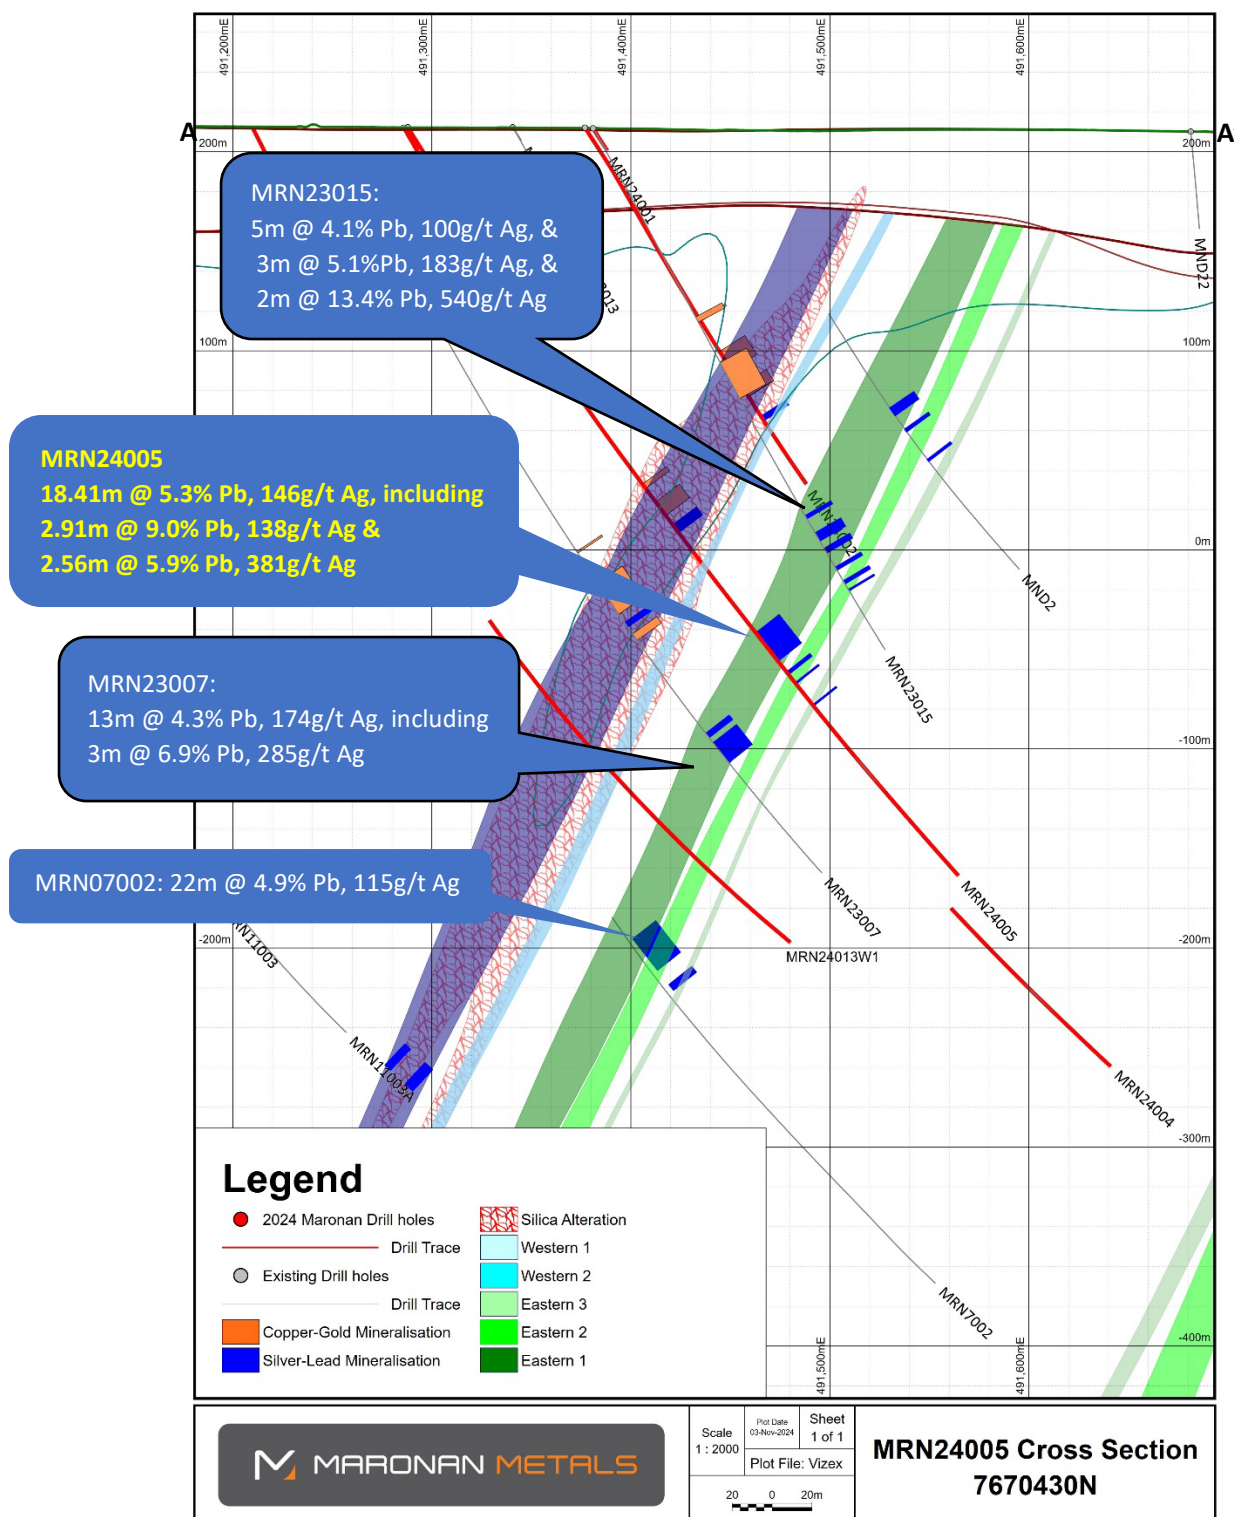 491,200mE
491,300mE
491,400mE
491,500mE
491,600mE
A
A'
200m
200m
MRN24001
MND22
MRN23015:
5m @ 4.1% Pb, 100g/t Ag, &
3m @ 5.1%Pb, 183g/t Ag, &
2m @ 13.4% Pb, 540g/t Ag
100m
100m
MRN24005
18.41m @ 5.3% Pb, 146g/t Ag, including
2.91m @ 9.0% Pb, 138g/t Ag &
2.56m @ 5.9% Pb, 381g/t Ag
0m
MND2
MRN23015
MRN23007:
13m @ 4.3% Pb, 174g/t Ag, including
3m @ 6.9% Pb, 285g/t Ag
-100m
MRN07002: 22m @ 4.9% Pb, 115g/t Ag
MRN23007
MRN24005
-200m
-200m
MRN24013W1
MRN11003A
MRN24004
-300m
MRN7002
-400m
491,500mE
491,600mE
Legend
2024 Maronan Drill holes
Drill Trace
Existing Drill holes
Drill Trace
Copper-Gold Mineralisation
Silver-Lead Mineralisation
Silica Alteration
Western 1
Western 2
Eastern 3
Eastern 2
Eastern 1
MARONAN METALS
Scale
1 : 2000
Plot Date
03-Nov-2024
Sheet
1 of 1
Plot File: Vizex
20 0 20m
MRN24005 Cross Section
7670430N